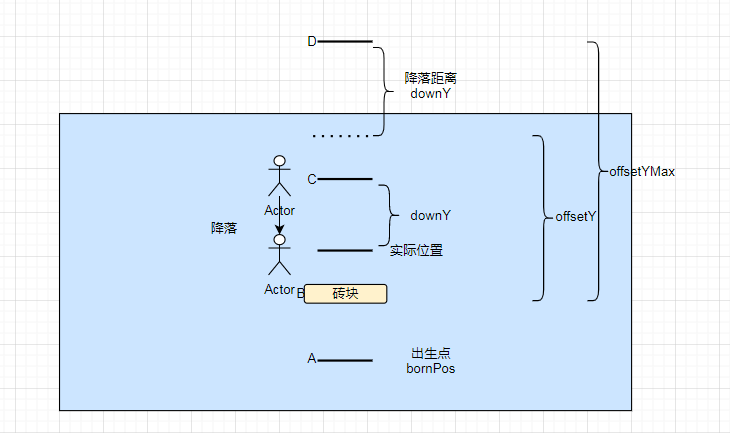 D
降落距离
downY
Actor
C
offsetYMax
downY
offsetY
降落
实际位置
Actor
B
砖块
A
出生点
bornPos